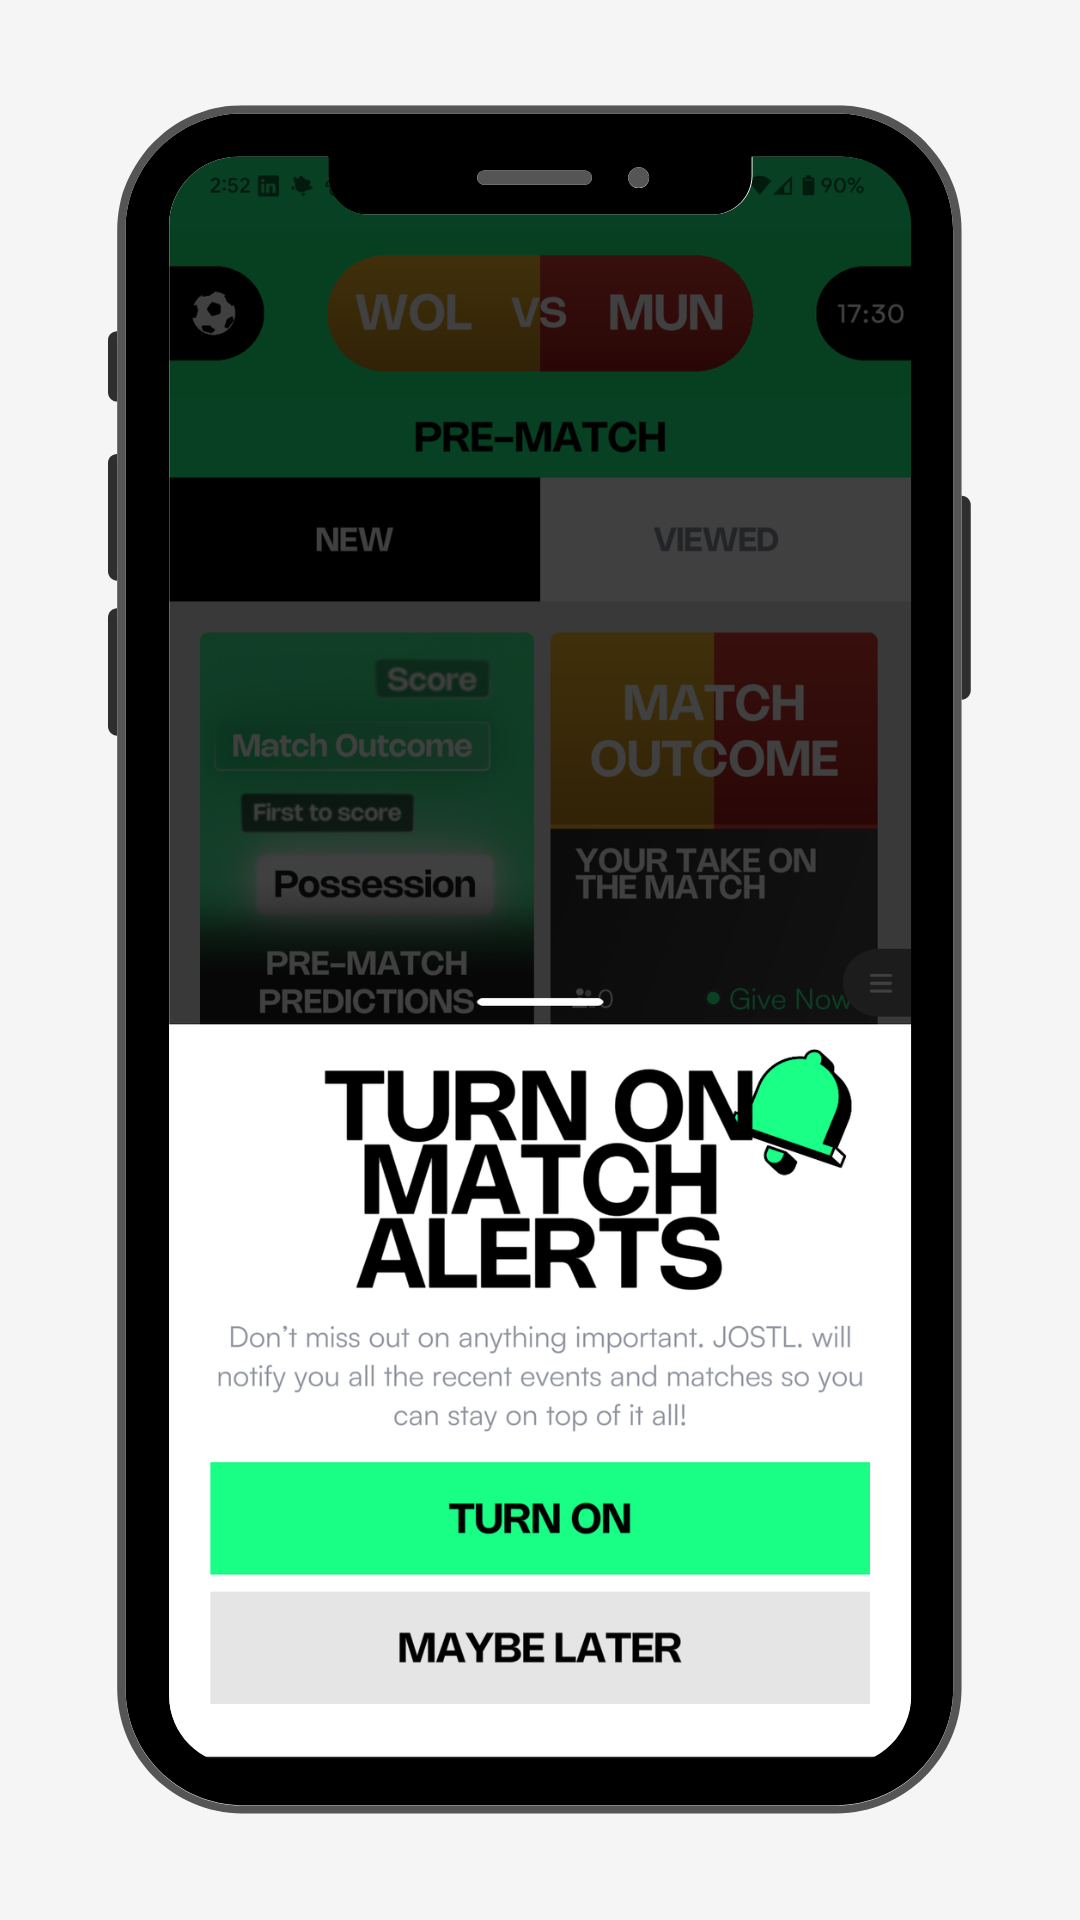 2:52
90%
WOL VS MUN
17:30
PRE-MATCH
NEW
VIEWED
Score
Match Outcome
First to score
Possession
PRE-MATCH
PREDICTIONS
MATCH
OUTCOME
YOUR TAKE ON
THE MATCH
0
Give Now
TURN ON
MATCH
ALERTS
Don’t miss out on anything important. JOSTL. will
notify you all the recent events and matches so you
can stay on top of it all!
TURN ON
MAYBE LATER